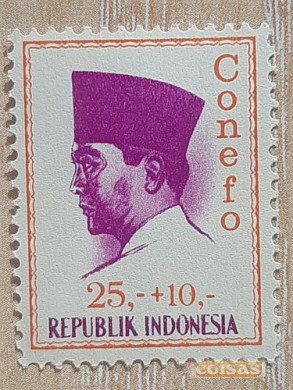 Conefo
25,-+10,-
REPUBLIK INDONESIA
coisas